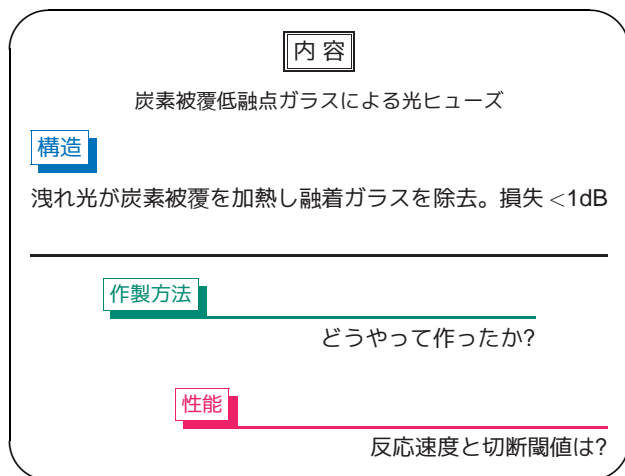 内 容
炭素被覆低融点ガラスによる光ヒューズ
構造
洩れ光が炭素被覆を加熱し融着ガラスを除去。損失 <1dB
作製方法
どうやって作ったか?
性能
反応速度と切断閾値は?